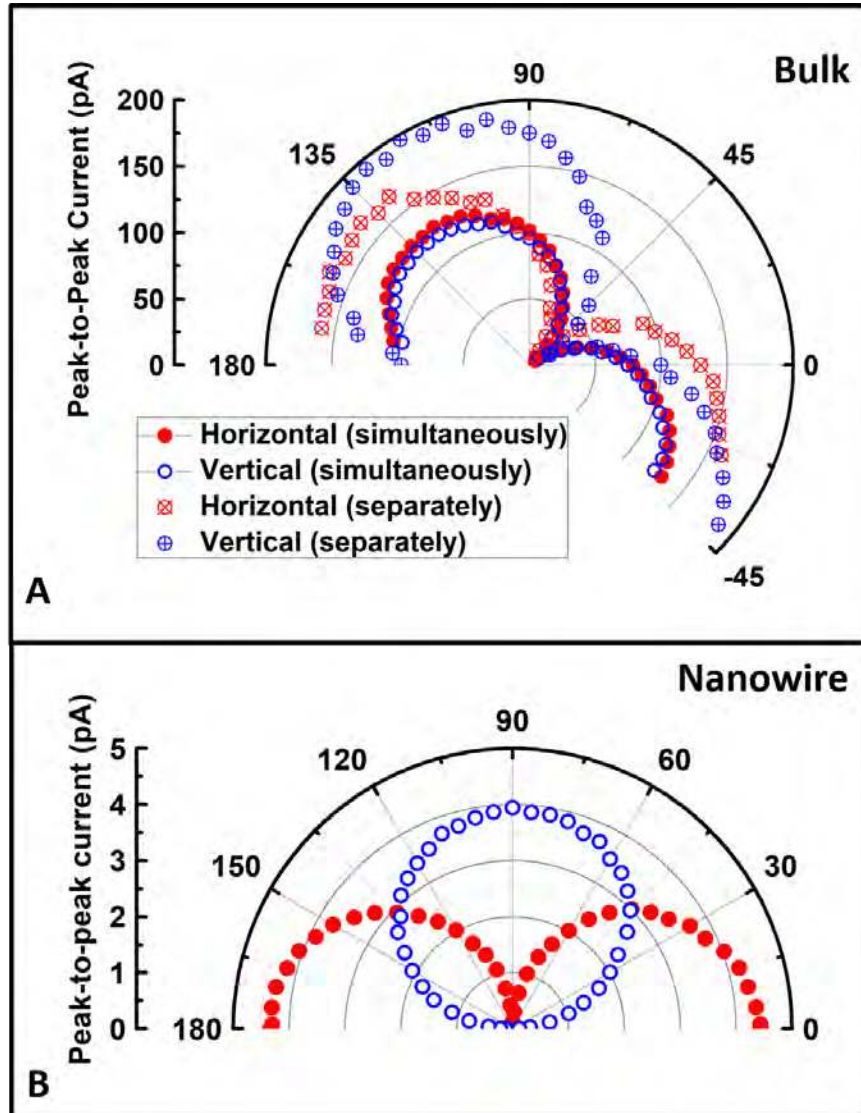 Bulk
Peak-to-Peak Current (pA)
200
150
100
50
0
180
135
90
45
0
-45
Horizontal (simultaneously)
Vertical (simultaneously)
Horizontal (separately)
Vertical (separately)
A
Nanowire
Peak-to-peak current (pA)
5
4
3
2
1
0
180
150
120
90
60
30
0
B